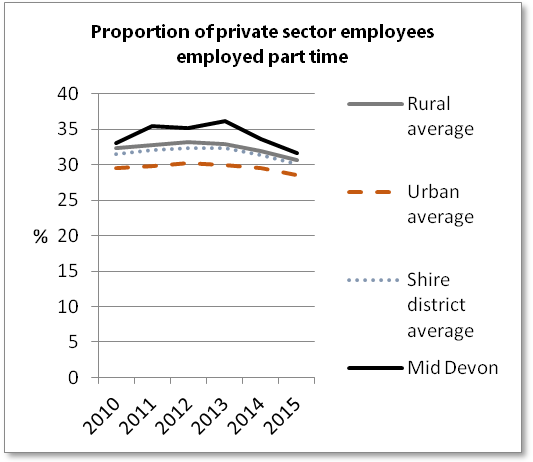 Proportion of private sector employees
employed part time
40
35
30
25
% 20
15
10
5
0
2010 2011 2012 2013 2014 2015
Rural
average
Urban
average
Shire
district
average
Mid Devon